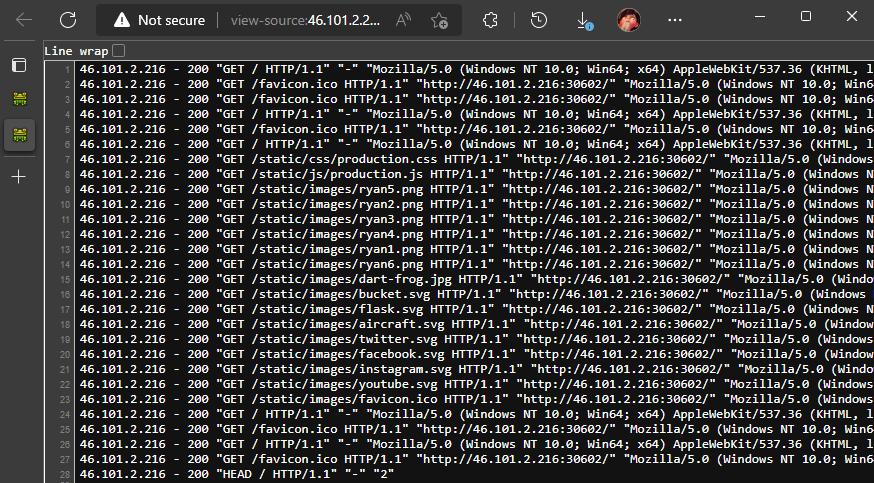 Not secure | view-source:46.101.2.2...
Line wrap
1 46.101.2.216 - 200 "GET / HTTP/1.1" "-" "Mozilla/5.0 (Windows NT 10.0; Win64; x64) AppleWebKit/537.36 (KHTML, l
2 46.101.2.216 - 200 "GET /favicon.ico HTTP/1.1" "http://46.101.2.216:30602/" "Mozilla/5.0 (Windows NT 10.0; Win6
3 46.101.2.216 - 200 "GET /favicon.ico HTTP/1.1" "http://46.101.2.216:30602/" "Mozilla/5.0 (Windows NT 10.0; Win6
4 46.101.2.216 - 200 "GET / HTTP/1.1" "-" "Mozilla/5.0 (Windows NT 10.0; Win64; x64) AppleWebKit/537.36 (KHTML, l
5 46.101.2.216 - 200 "GET /favicon.ico HTTP/1.1" "http://46.101.2.216:30602/" "Mozilla/5.0 (Windows NT 10.0; Win6
6 46.101.2.216 - 200 "GET / HTTP/1.1" "-" "Mozilla/5.0 (Windows NT 10.0; Win64; x64) AppleWebKit/537.36 (KHTML, l
7 46.101.2.216 - 200 "GET /static/css/production.css HTTP/1.1" "http://46.101.2.216:30602/" "Mozilla/5.0 (Windows
8 46.101.2.216 - 200 "GET /static/js/production.js HTTP/1.1" "http://46.101.2.216:30602/" "Mozilla/5.0 (Windows N
9 46.101.2.216 - 200 "GET /static/images/ryan5.png HTTP/1.1" "http://46.101.2.216:30602/" "Mozilla/5.0 (Windows N
10 46.101.2.216 - 200 "GET /static/images/ryan2.png HTTP/1.1" "http://46.101.2.216:30602/" "Mozilla/5.0 (Windows N
11 46.101.2.216 - 200 "GET /static/images/ryan3.png HTTP/1.1" "http://46.101.2.216:30602/" "Mozilla/5.0 (Windows N
12 46.101.2.216 - 200 "GET /static/images/ryan4.png HTTP/1.1" "http://46.101.2.216:30602/" "Mozilla/5.0 (Windows N
13 46.101.2.216 - 200 "GET /static/images/ryan1.png HTTP/1.1" "http://46.101.2.216:30602/" "Mozilla/5.0 (Windows N
14 46.101.2.216 - 200 "GET /static/images/ryan6.png HTTP/1.1" "http://46.101.2.216:30602/" "Mozilla/5.0 (Windows N
15 46.101.2.216 - 200 "GET /static/images/dart-frog.jpg HTTP/1.1" "http://46.101.2.216:30602/" "Mozilla/5.0 (Windo
16 46.101.2.216 - 200 "GET /static/images/bucket.svg HTTP/1.1" "http://46.101.2.216:30602/" "Mozilla/5.0 (Windows
17 46.101.2.216 - 200 "GET /static/images/flask.svg HTTP/1.1" "http://46.101.2.216:30602/" "Mozilla/5.0 (Windows N
18 46.101.2.216 - 200 "GET /static/images/aircraft.svg HTTP/1.1" "http://46.101.2.216:30602/" "Mozilla/5.0 (Window
19 46.101.2.216 - 200 "GET /static/images/twitter.svg HTTP/1.1" "http://46.101.2.216:30602/" "Mozilla/5.0 (Windows
20 46.101.2.216 - 200 "GET /static/images/facebook.svg HTTP/1.1" "http://46.101.2.216:30602/" "Mozilla/5.0 (Window
21 46.101.2.216 - 200 "GET /static/images/instagram.svg HTTP/1.1" "http://46.101.2.216:30602/" "Mozilla/5.0 (Windo
22 46.101.2.216 - 200 "GET /static/images/youtube.svg HTTP/1.1" "http://46.101.2.216:30602/" "Mozilla/5.0 (Windows
23 46.101.2.216 - 200 "GET /static/images/favicon.ico HTTP/1.1" "http://46.101.2.216:30602/" "Mozilla/5.0 (Windows
24 46.101.2.216 - 200 "GET / HTTP/1.1" "-" "Mozilla/5.0 (Windows NT 10.0; Win64; x64) AppleWebKit/537.36 (KHTML, l
25 46.101.2.216 - 200 "GET /favicon.ico HTTP/1.1" "http://46.101.2.216:30602/" "Mozilla/5.0 (Windows NT 10.0; Win6
26 46.101.2.216 - 200 "GET / HTTP/1.1" "-" "Mozilla/5.0 (Windows NT 10.0; Win64; x64) AppleWebKit/537.36 (KHTML, l
27 46.101.2.216 - 200 "GET /favicon.ico HTTP/1.1" "http://46.101.2.216:30602/" "Mozilla/5.0 (Windows NT 10.0; Win6
28 46.101.2.216 - 200 "HEAD / HTTP/1.1" "-" "2"